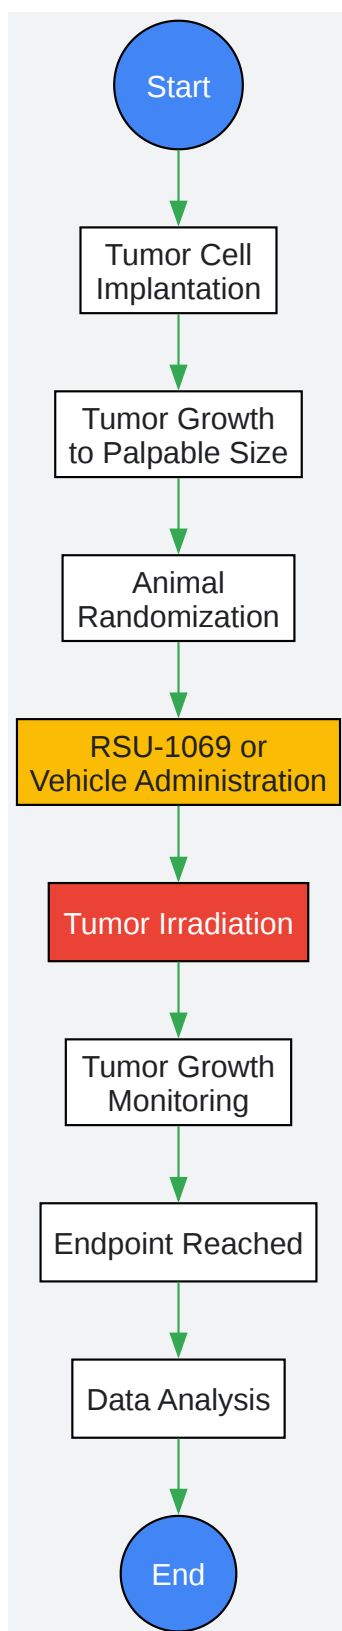 Start
Tumor Cell
Implantation
Tumor Growth
to Palpable Size
Animal
Randomization
RSU-1069 or
Vehicle Administration
Tumor Irradiation
Tumor Growth
Monitoring
Endpoint Reached
Data Analysis
End